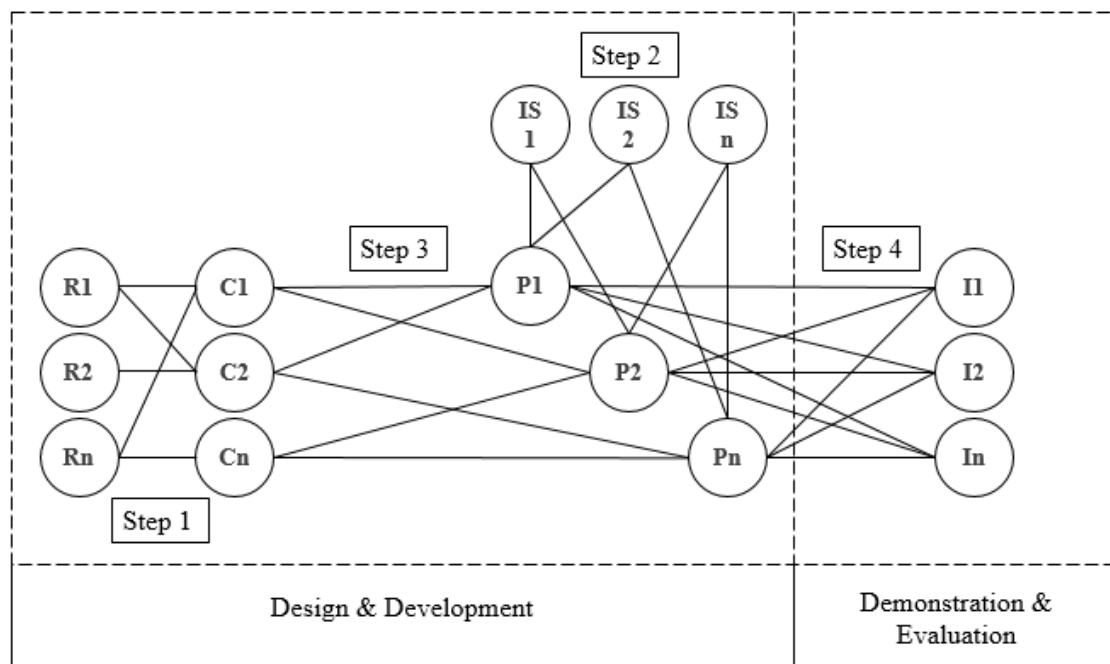 Step 2
IS
1
IS
2
IS
n
Step 3
Step 4
R1
C1
P1
I1
R2
C2
P2
I2
Rn
Cn
Pn
In
Step 1
Design & Development
Demonstration &
Evaluation